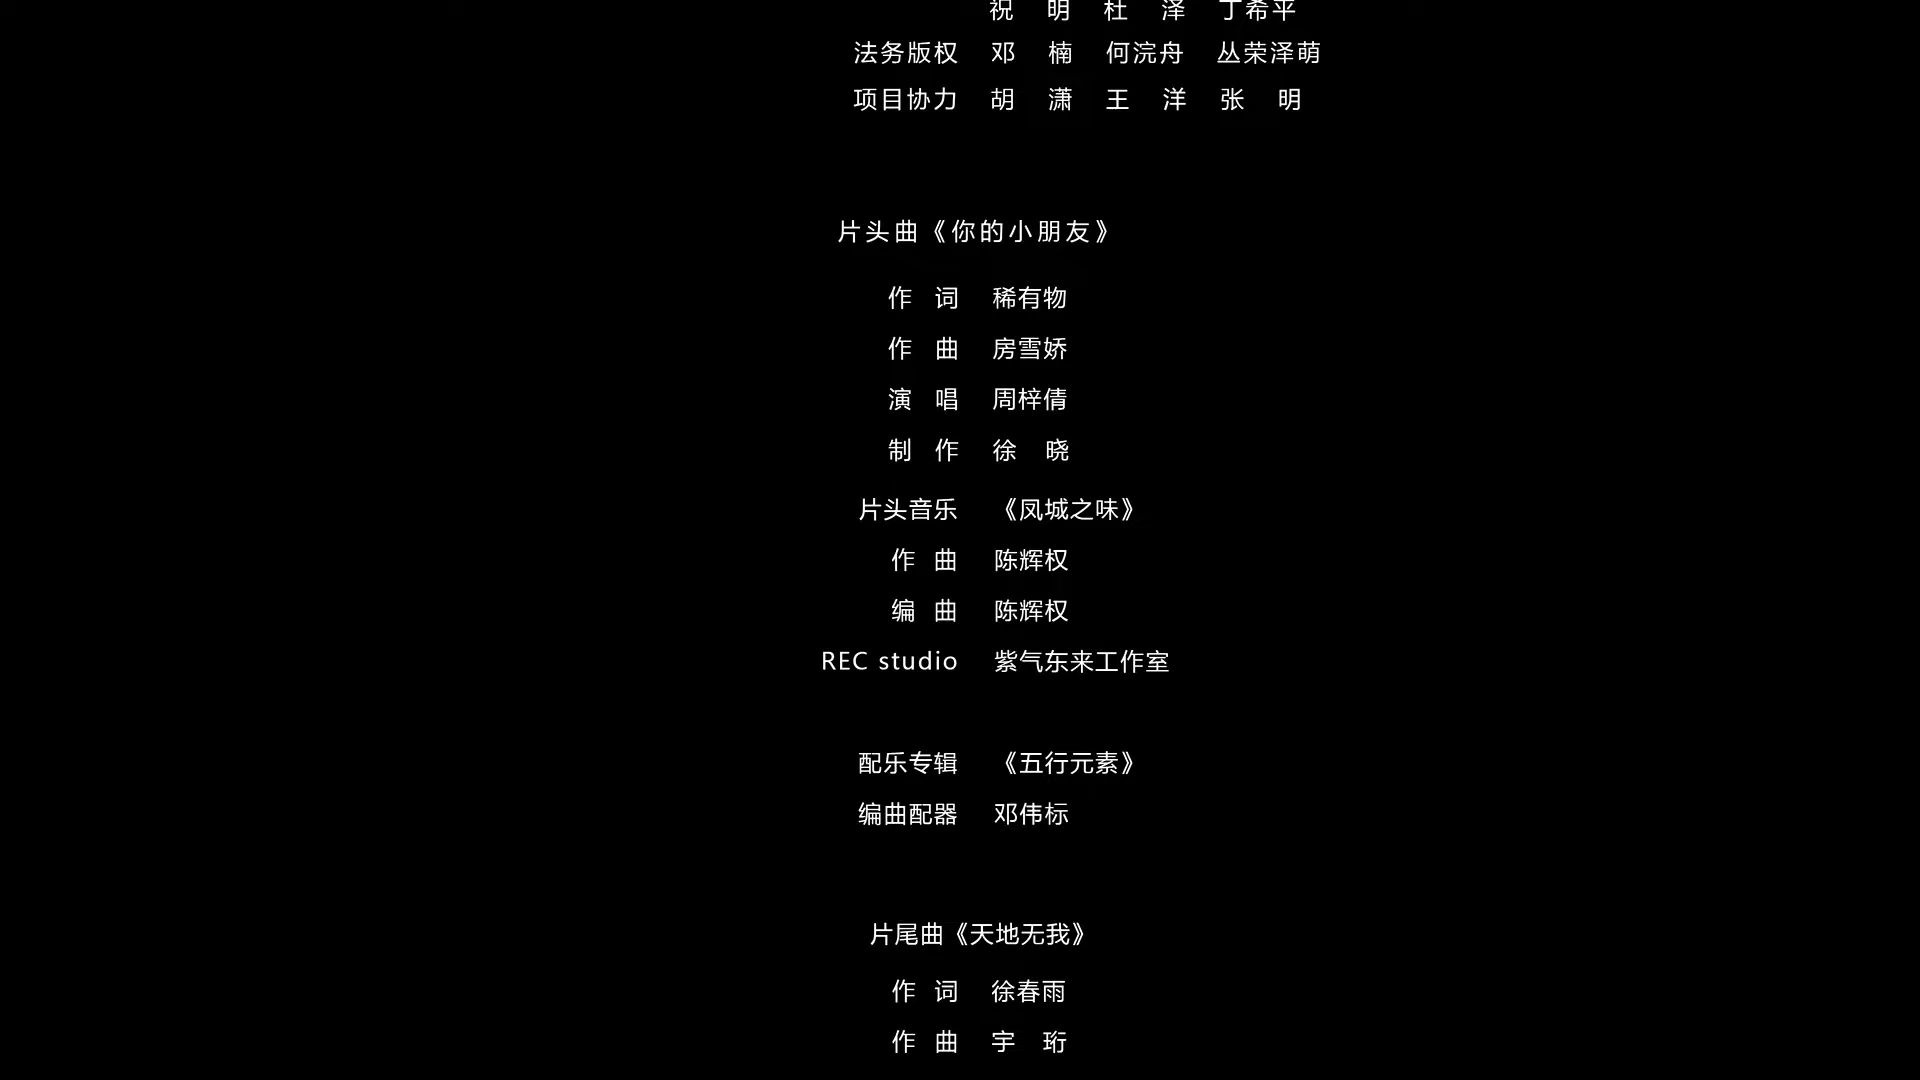 祝 明 杜 泽 丁希平
法务版权 邓 楠 何浣舟 丛荣泽萌
项目协力 胡 潇 王 洋 张 明
片头曲《你的小朋友》
作 词 稀有物
作 曲 房雪娇
演 唱 周梓倩
制 作 徐 晓
片头音乐 《凤城之味》
作 曲 陈辉权
编 曲 陈辉权
REC studio 紫气东来工作室
配乐专辑 《五行元素》
编曲配器 邓伟标
片尾曲《天地无我》
作 词 徐春雨
作 曲 宇 珩